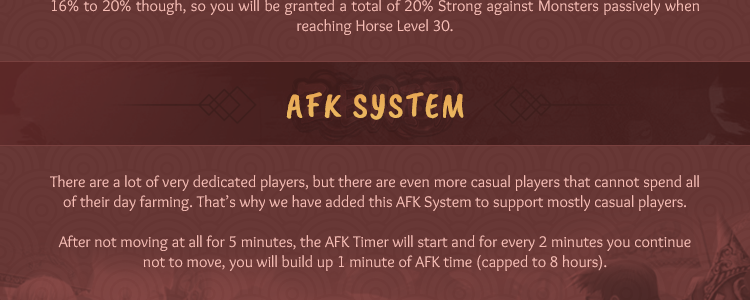 16% to 20% though, so you will be granted a total of 20% Strong against Monsters passively when
reaching Horse Level 30.
AFK SYSTEM
There are a lot of very dedicated players, but there are even more casual players that cannot spend all
of their day farming. That's why we have added this AFK System to support mostly casual players.
After not moving at all for 5 minutes, the AFK Timer will start and for every 2 minutes you continue
not to move, you will build up 1 minute of AFK time (capped to 8 hours).